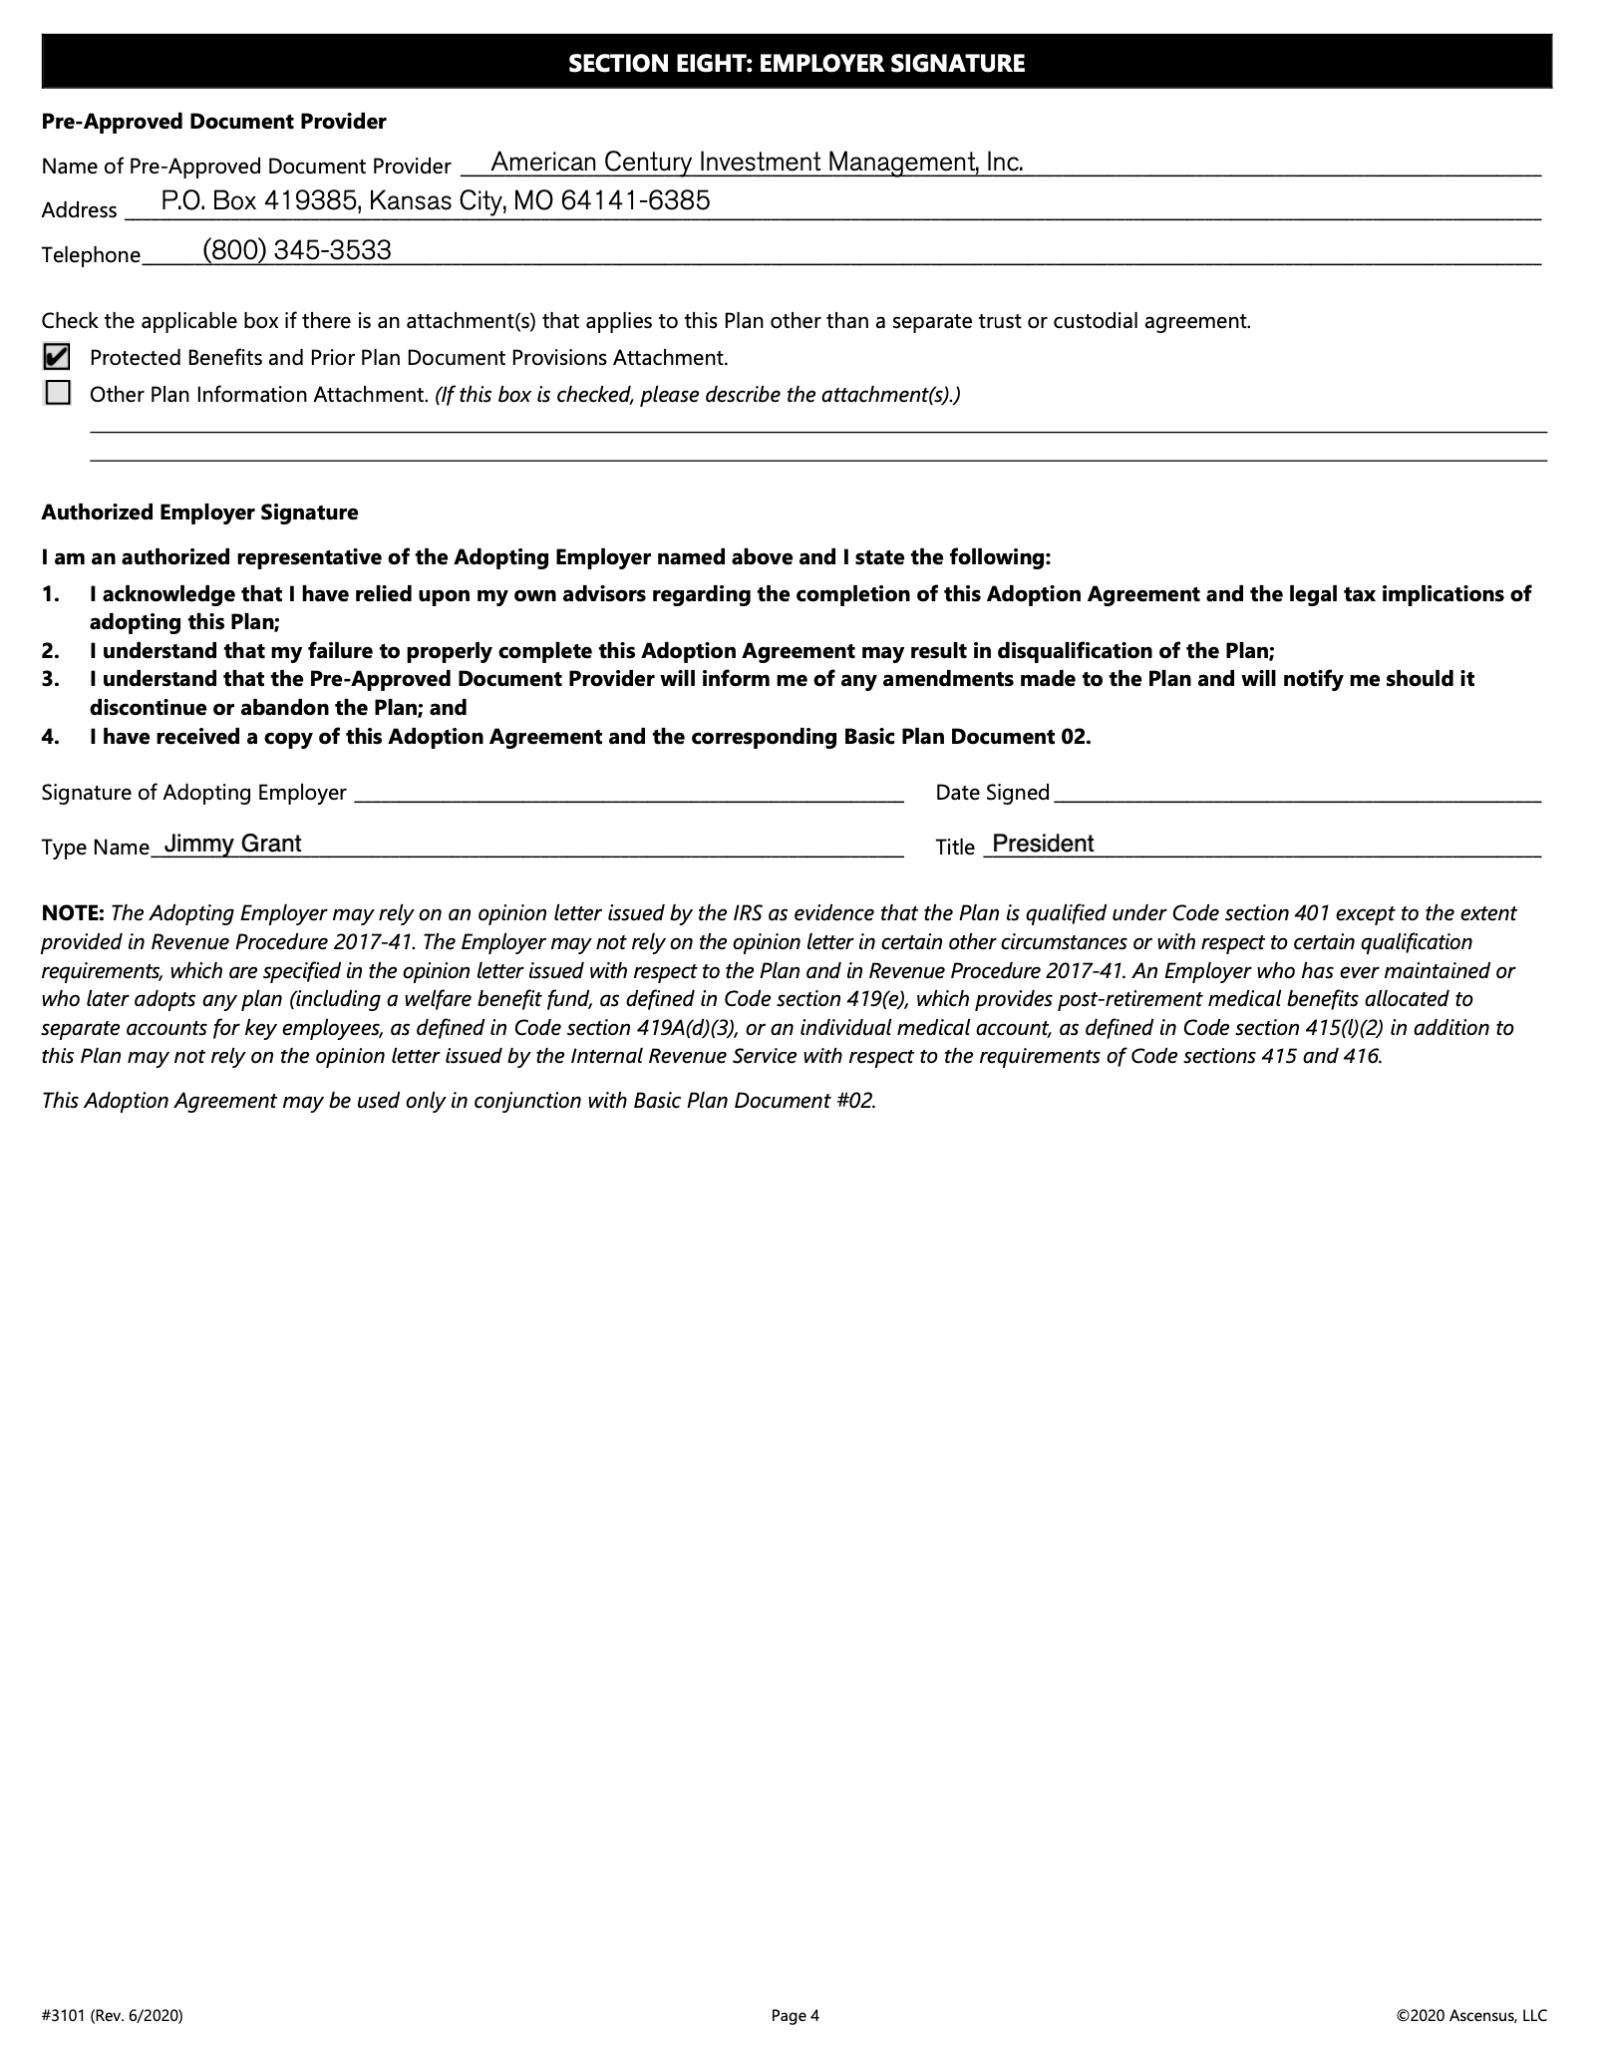 SECTION EIGHT: EMPLOYER SIGNATURE
Pre-Approved Document Provider
Name of Pre-Approved Document Provider American Century Investment Management, Inc.
Address P.O. Box 419385, Kansas City, MO 64141-6385
Telephone (800) 345-3533
Check the applicable box if there is an attachment(s) that applies to this Plan other than a separate trust or custodial agreement.
✔ Protected Benefits and Prior Plan Document Provisions Attachment.
Other Plan Information Attachment. (If this box is checked, please describe the attachment(s).)
Authorized Employer Signature
I am an authorized representative of the Adopting Employer named above and I state the following:
1. I acknowledge that I have relied upon my own advisors regarding the completion of this Adoption Agreement and the legal tax implications of
adopting this Plan;
2. I understand that my failure to properly complete this Adoption Agreement may result in disqualification of the Plan;
3. I understand that the Pre-Approved Document Provider will inform me of any amendments made to the Plan and will notify me should it
discontinue or abandon the Plan; and
4. I have received a copy of this Adoption Agreement and the corresponding Basic Plan Document 02.
Signature of Adopting Employer Date Signed
Type Name Jimmy Grant Title President
NOTE: The Adopting Employer may rely on an opinion letter issued by the IRS as evidence that the Plan is qualified under Code section 401 except to the extent
provided in Revenue Procedure 2017-41. The Employer may not rely on the opinion letter in certain other circumstances or with respect to certain qualification
requirements, which are specified in the opinion letter issued with respect to the Plan and in Revenue Procedure 2017-41. An Employer who has ever maintained or
who later adopts any plan (including a welfare benefit fund, as defined in Code section 419(e), which provides post-retirement medical benefits allocated to
separate accounts for key employees, as defined in Code section 419A(d)(3), or an individual medical account, as defined in Code section 415(l)(2) in addition to
this Plan may not rely on the opinion letter issued by the Internal Revenue Service with respect to the requirements of Code sections 415 and 416.
This Adoption Agreement may be used only in conjunction with Basic Plan Document #02.
#3101 (Rev. 6/2020) Page 4 ©2020 Ascensus, LLC